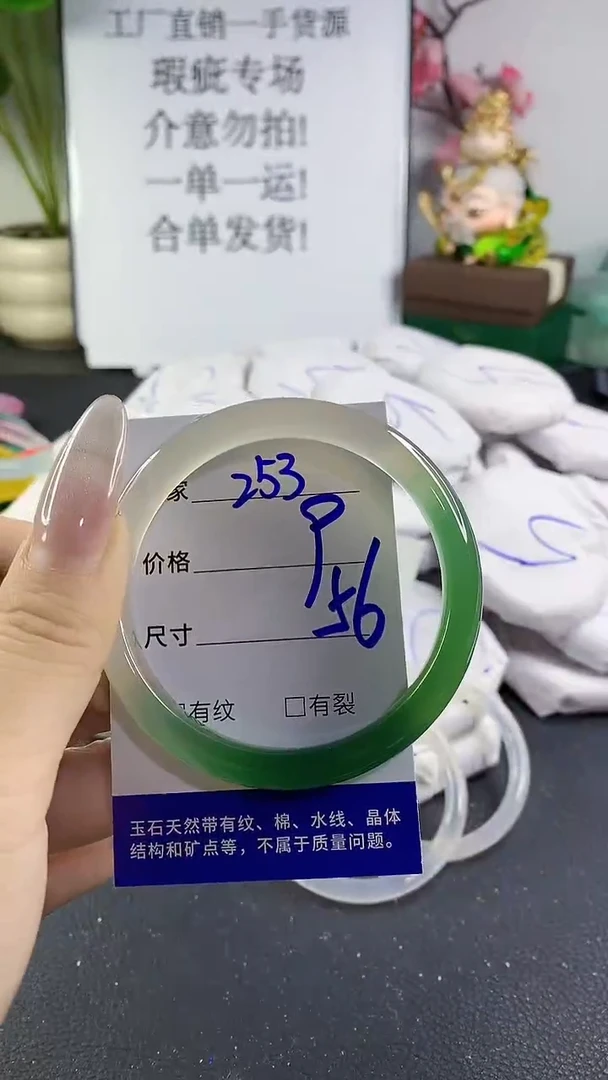 工厂直销一手货源
瑕疵专场
介意勿拍!
一单一运!
合单发货!
家 253
价格
P
尺寸 56
有纹 □有裂
玉石天然带有纹、棉、水线、晶体
结构和矿点等，不属于质量问题。